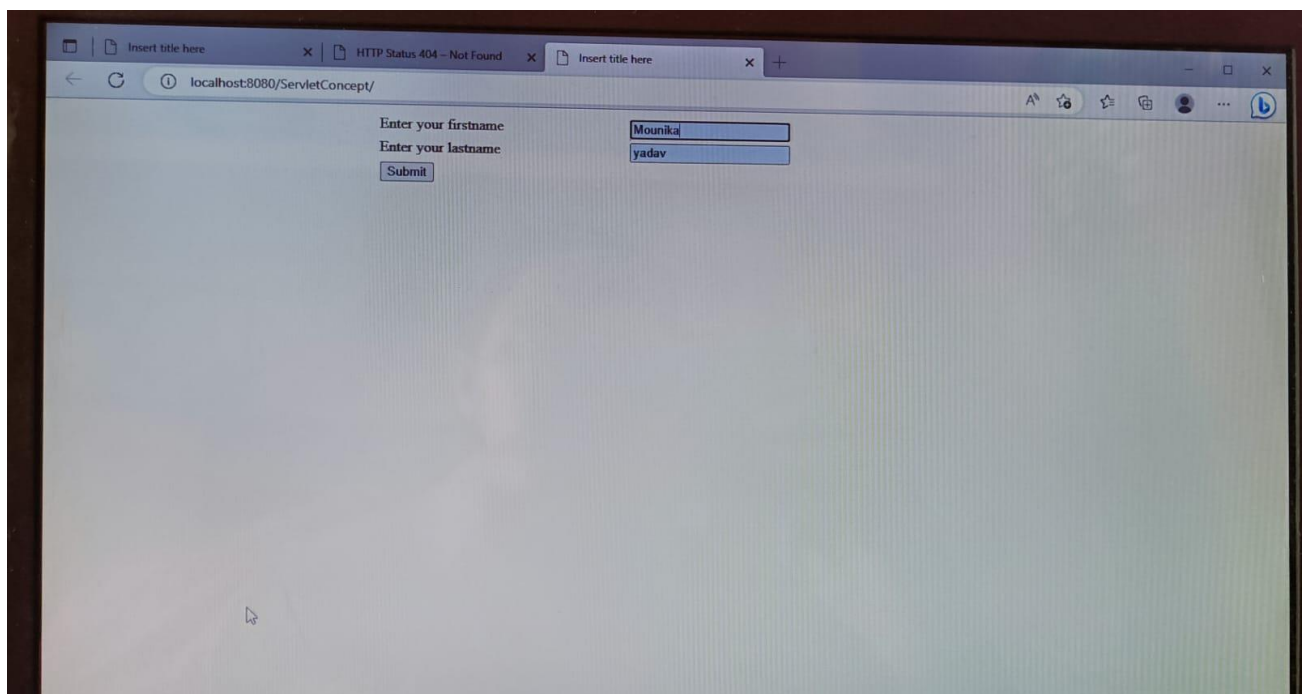 Insert title here
HTTP Status 404 – Not Found
Insert title here
localhost:8080/ServletConcept/
Enter your firstname Mounika
Enter your lastname yadav
Submit